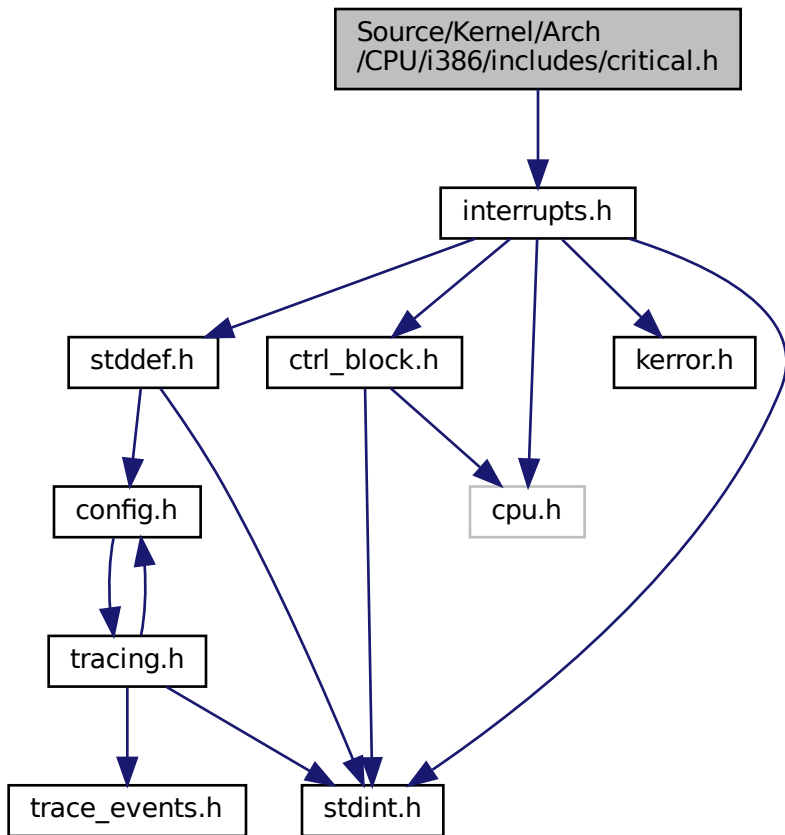 Source/Kernel/Arch
/CPU/i386/includes/critical.h
interrupts.h
stddef.h
ctrl_block.h
kerror.h
config.h
cpu.h
tracing.h
trace_events.h
stdint.h